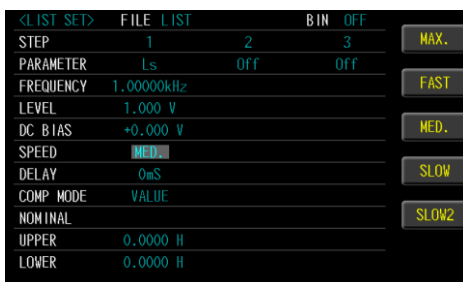 <LIST SET> FILE LIST BIN OFF
STEP 1 2 3
PARAMETER Ls Off Off
FREQUENCY 1.00000kHz
LEVEL 1.000 V
DC BIAS +0.000 V
SPEED MED.
DELAY 0mS
COMP MODE VALUE
NOMINAL
UPPER 0.0000 H
LOWER 0.0000 H
MAX.
FAST
MED.
SLOW
SLOW2